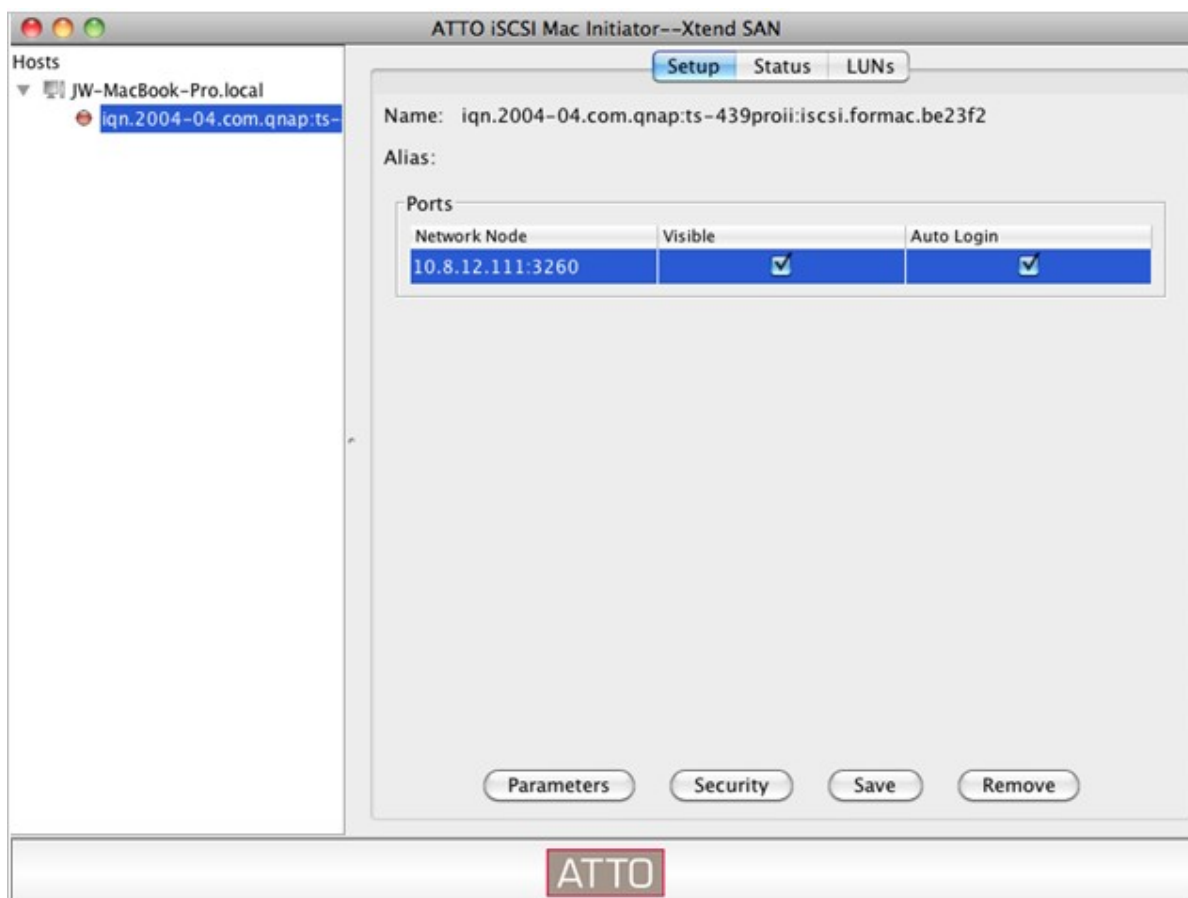 ATTO iSCSI Mac Initiator--Xtend SAN
Hosts
JW-MacBook-Pro.local
iqn.2004-04.com.qnap:ts-
Setup Status LUNs
Name: iqn.2004-04.com.qnap:ts-439proii:iscsi.formac.be23f2
Alias:
Ports
Network Node Visible Auto Login
10.8.12.111:3260
Parameters Security Save Remove
ATTO